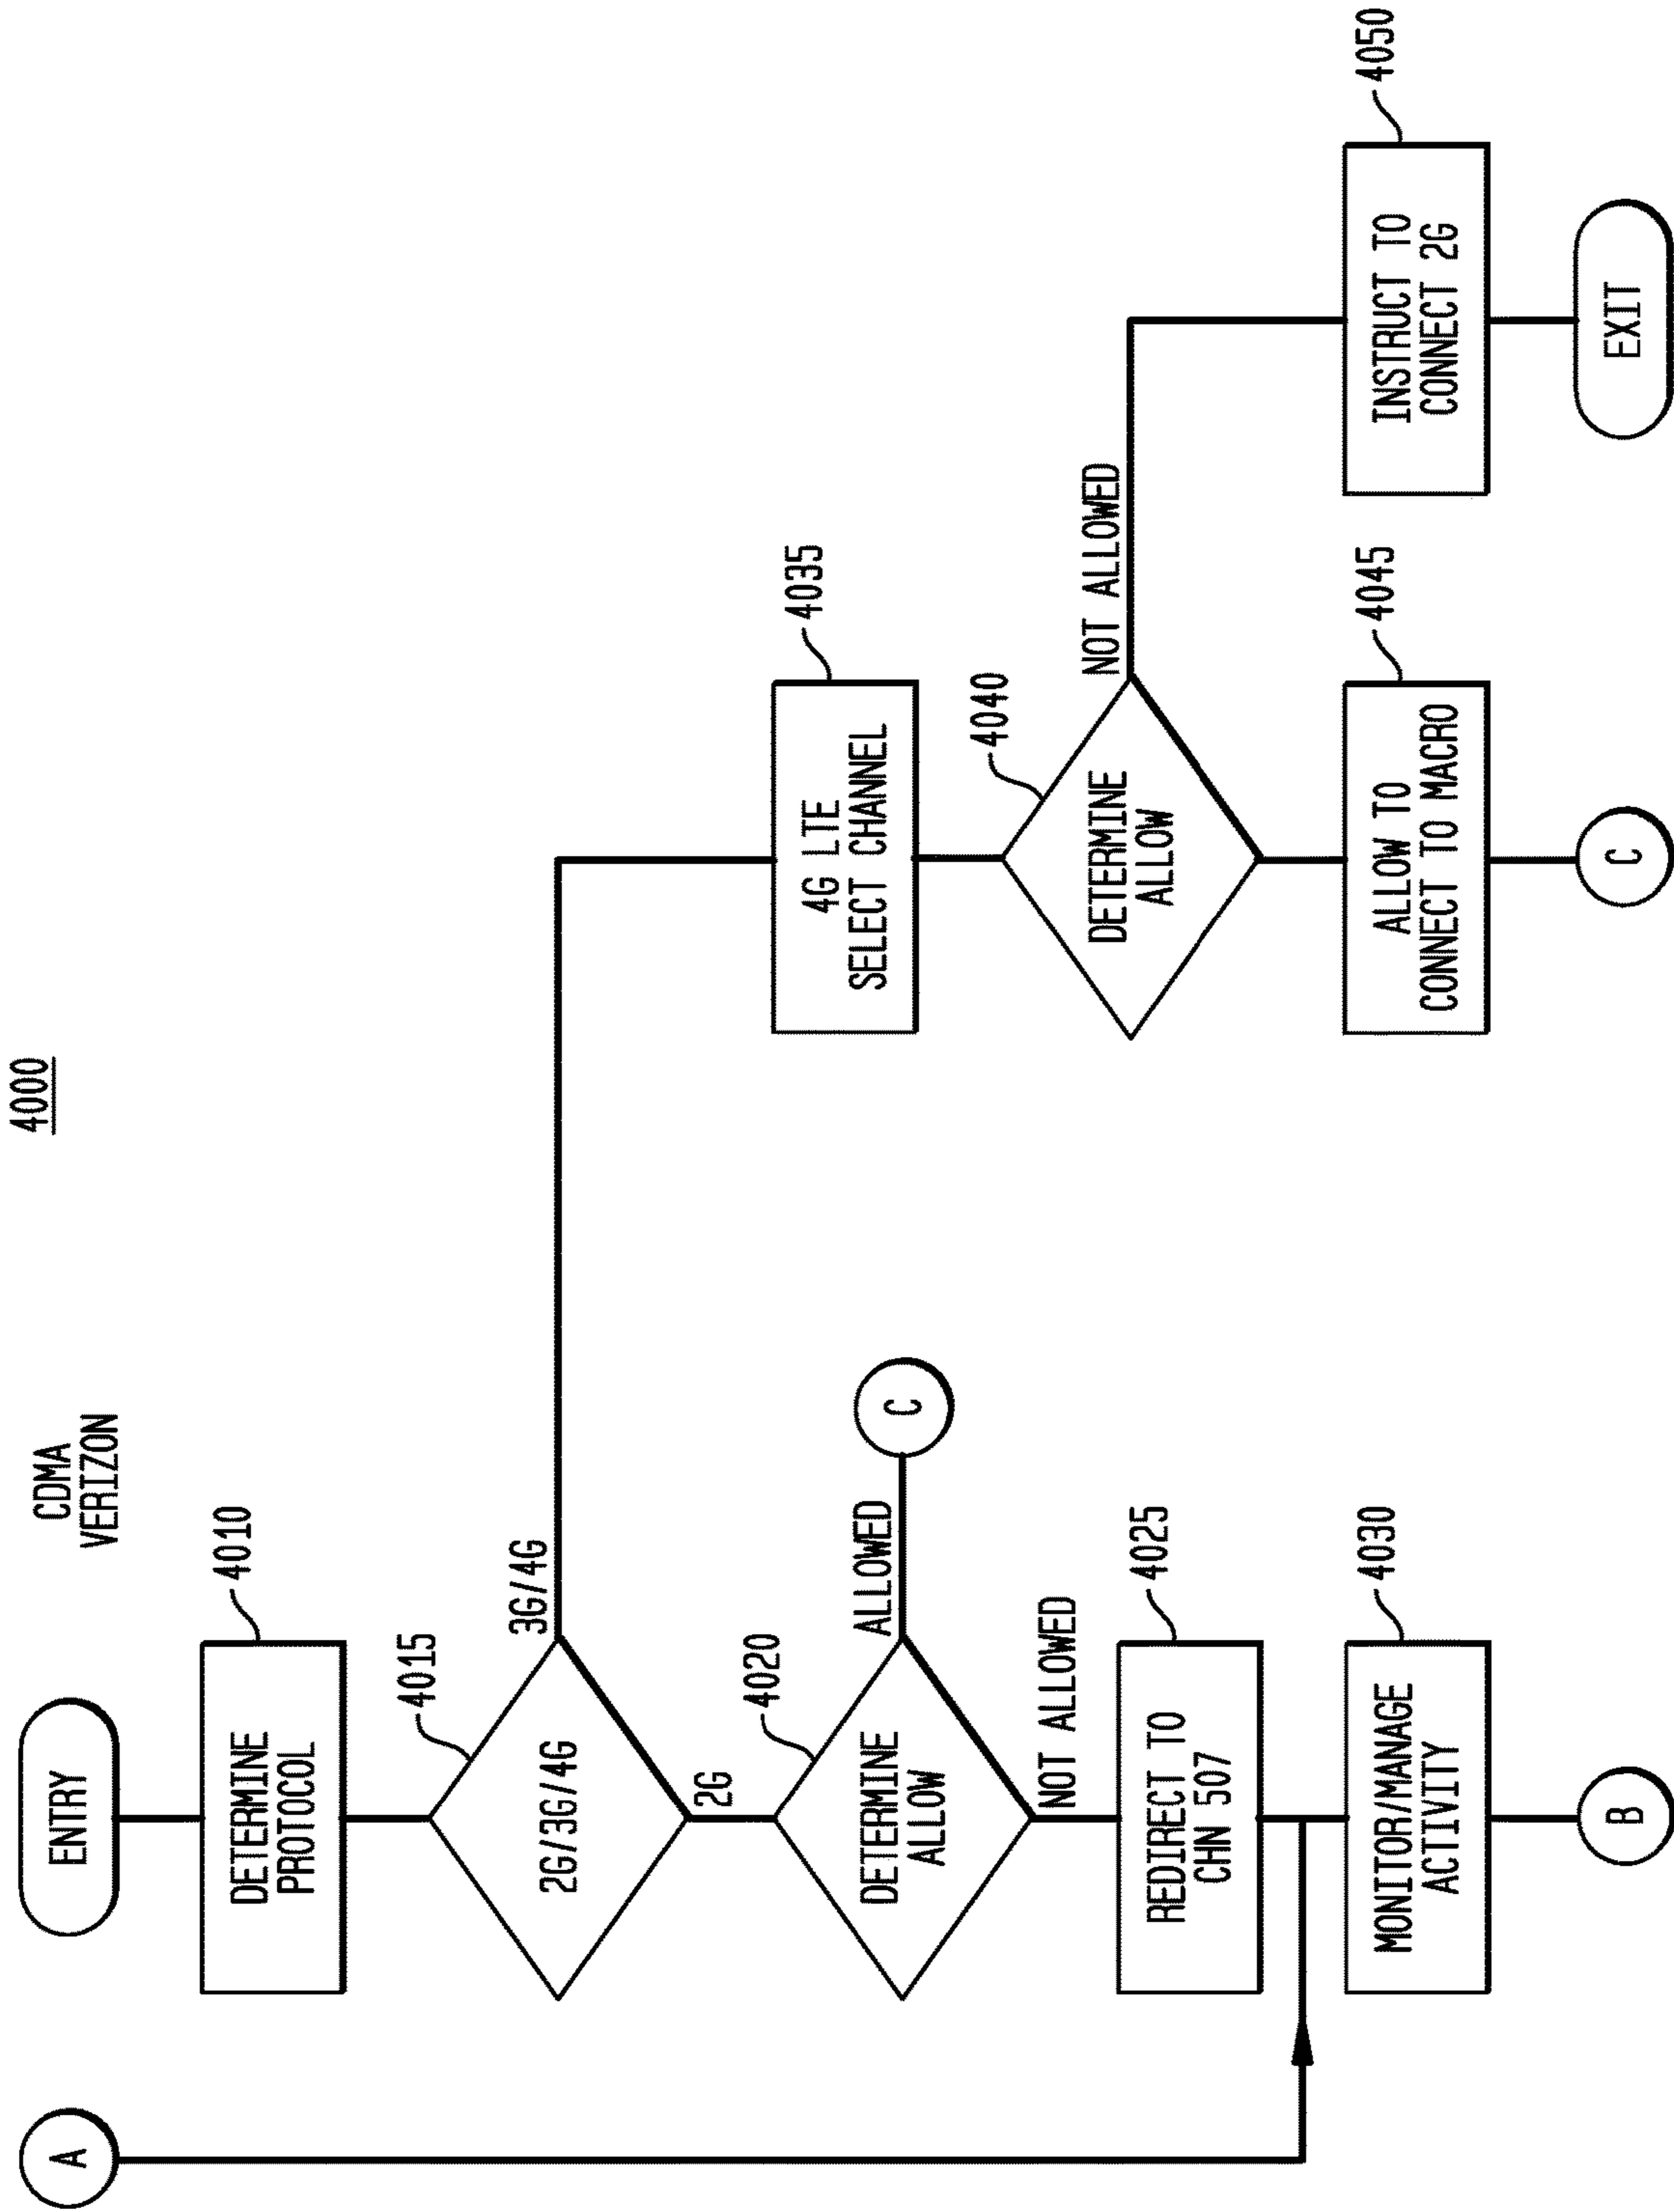 4000
CDMA
VERIZON
A
ENTRY
4010
DETERMINE
PROTOCOL
4015
2G/3G/4G
3G/4G
2G
4020
DETERMINE
ALLOW
ALLOWED
C
NOT ALLOWED
4025
REDIRECT TO
CHN 507
4030
MONITOR/MANAGE
ACTIVITY
B
4035
4G LTE
SELECT CHANNEL
4040
DETERMINE
ALLOW
NOT ALLOWED
4045
ALLOW TO
CONNECT TO MACRO
C
4050
INSTRUCT TO
CONNECT 2G
EXIT